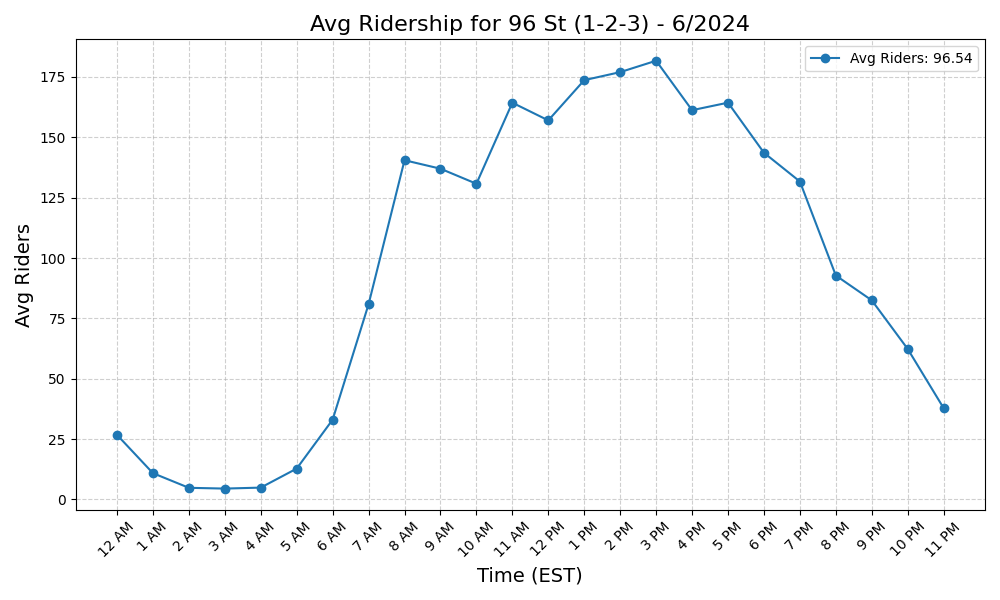 Avg Ridership for 96 St (1-2-3) - 6/2024
Avg Riders: 96.54
Avg Riders
175
150
125
100
75
50
25
0
12 AM
1 AM
2 AM
3 AM
4 AM
5 AM
6 AM
7 AM
8 AM
9 AM
10 AM
11 AM
12 PM
1 PM
2 PM
3 PM
4 PM
5 PM
6 PM
7 PM
8 PM
9 PM
10 PM
11 PM
Time (EST)